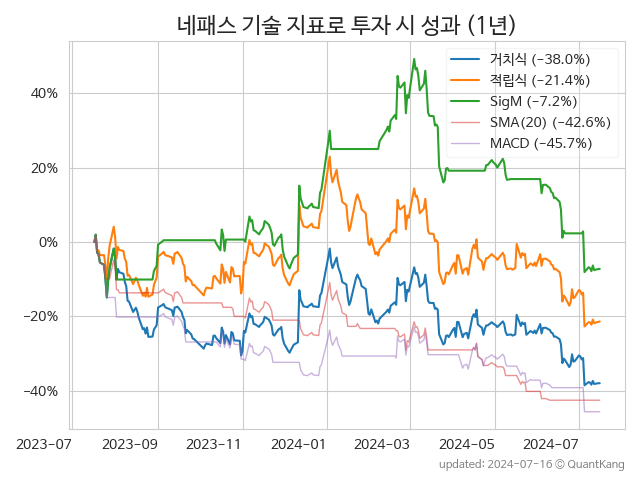 네패스 기술 지표로 투자 시 성과 (1년)
거치식 (−38.0%)
적립식 (−21.4%)
SigM (−7.2%)
SMA(20) (−42.6%)
MACD (−45.7%)
40%
20%
0%
−20%
−40%
2023-07 2023-09 2023-11 2024-01 2024-03 2024-05 2024-07
updated: 2024-07-16 © QuantKang